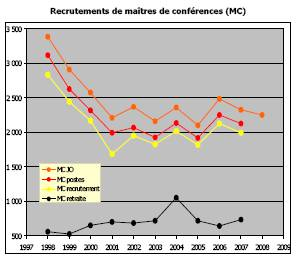 Recrutements de maîtres de conférences (MC)
3 500
3 000
2 500
2 000
1 500
1 000
500
MC JO
MC postes
MC recrutement
MC retraite
1997 1998 1999 2000 2001 2002 2003 2004 2005 2006 2007 2008 2009